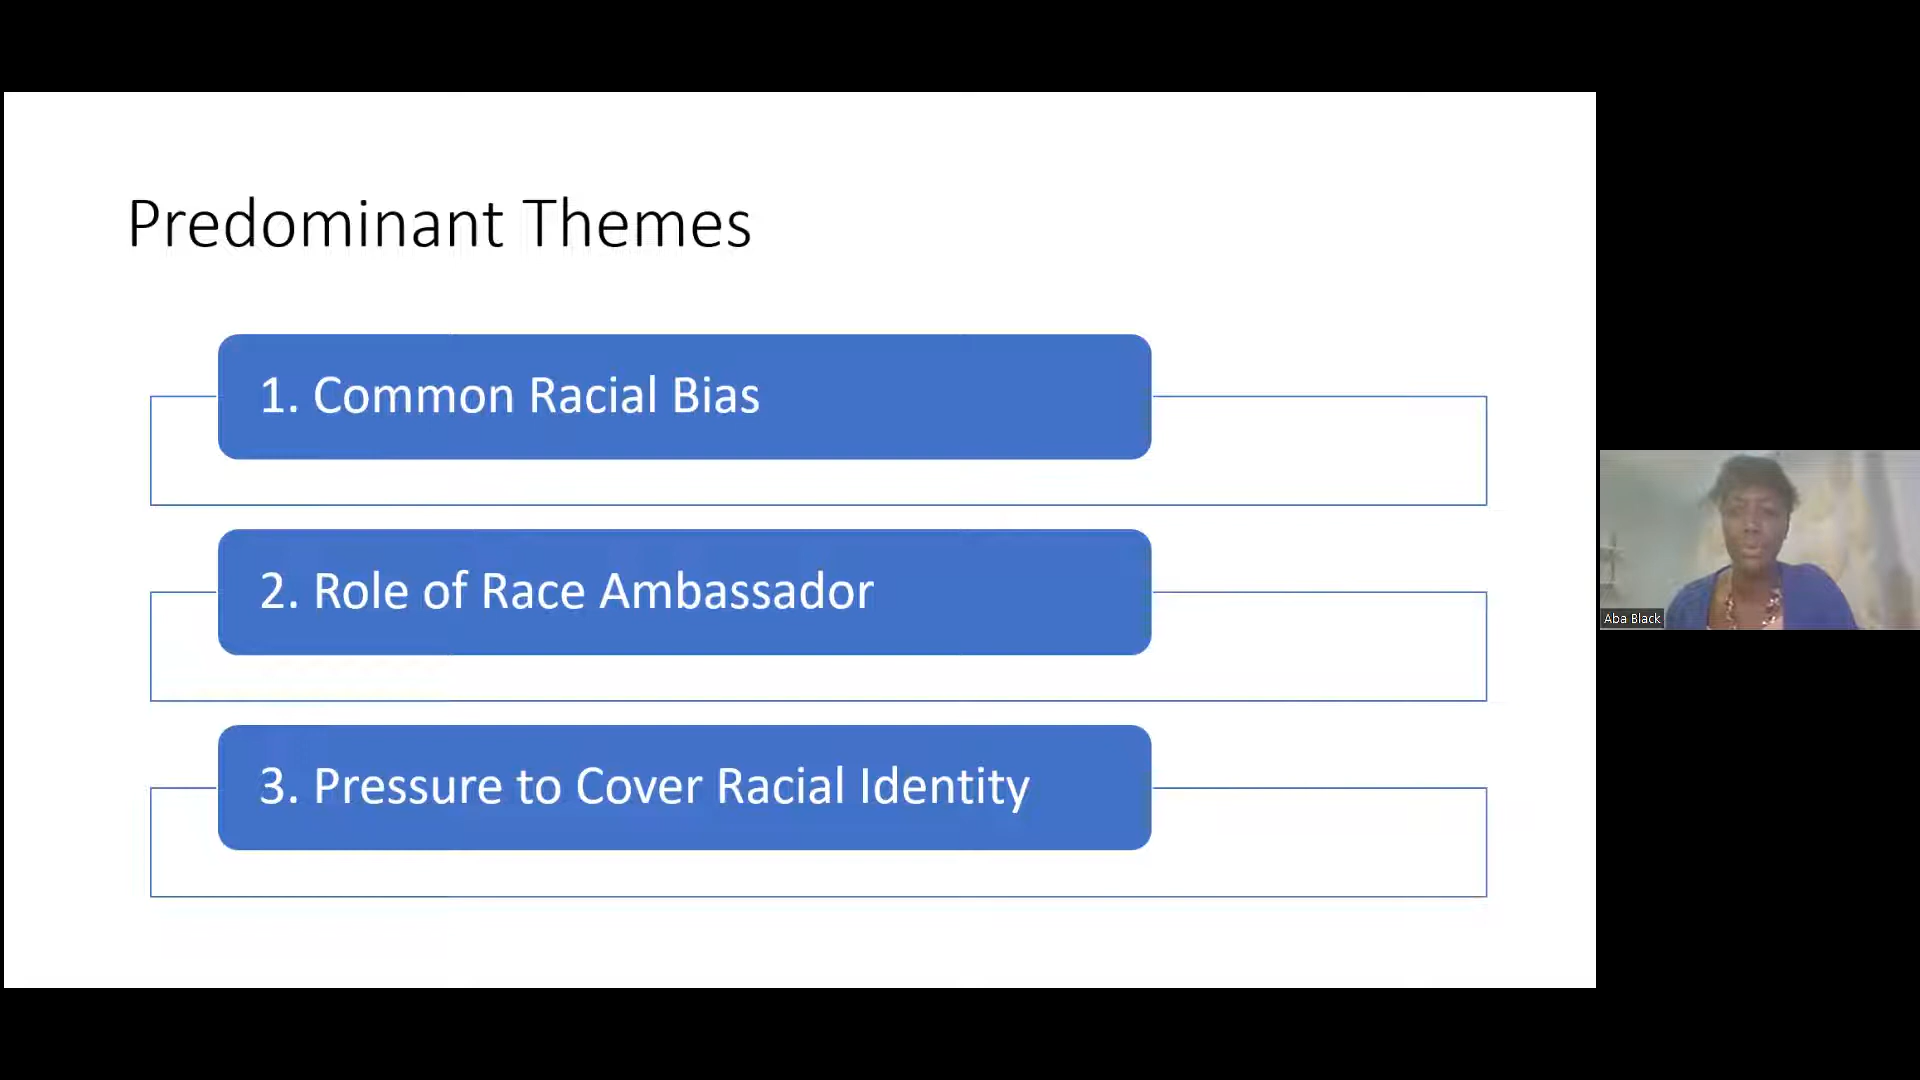 Predominant Themes
1. Common Racial Bias
2. Role of Race Ambassador
3. Pressure to Cover Racial Identity
Aba Black